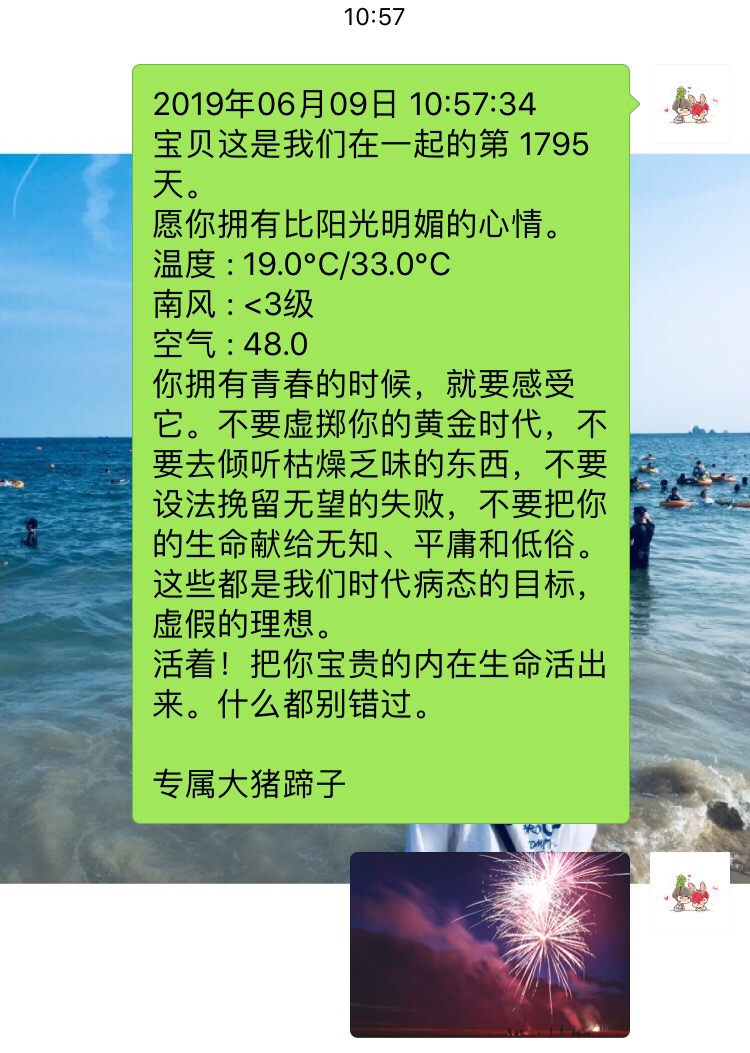 10:57
2019年06月09日 10:57:34
宝贝这是我们在一起的第 1795
天。
愿你拥有比阳光明媚的心情。
温度 : 19.0°C/33.0°C
南风 : <3级
空气 : 48.0
你拥有青春的时候，就要感受
它。不要虚掷你的黄金时代，不
要去倾听枯燥乏味的东西，不要
设法挽留无望的失败，不要把你
的生命献给无知、平庸和低俗。
这些都是我们时代病态的目标，
虚假的理想。
活着！把你宝贵的内在生命活出
来。什么都别错过。
专属大猪蹄子